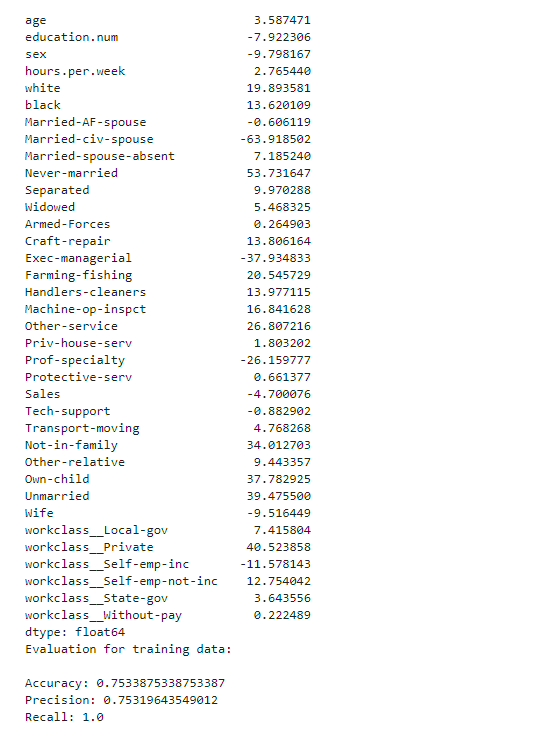 age 3.587471
education.num -7.922306
sex -9.798167
hours.per.week 2.765440
white 19.893581
black 13.620109
Married-AF-spouse -0.606119
Married-civ-spouse -63.918502
Married-spouse-absent 7.185240
Never-married 53.731647
Separated 9.970288
Widowed 5.468325
Armed-Forces 0.264903
Craft-repair 13.806164
Exec-managerial -37.934833
Farming-fishing 20.545729
Handlers-cleaners 13.977115
Machine-op-inspct 16.841628
Other-service 26.807216
Priv-house-serv 1.803202
Prof-specialty -26.159777
Protective-serv 0.661377
Sales -4.700076
Tech-support -0.882902
Transport-moving 4.768268
Not-in-family 34.012703
Other-relative 9.443357
Own-child 37.782925
Unmarried 39.475500
Wife -9.516449
workclass__Local-gov 7.415804
workclass__Private 40.523858
workclass__Self-emp-inc -11.578143
workclass__Self-emp-not-inc 12.754042
workclass__State-gov 3.643556
workclass__Without-pay 0.222489
dtype: float64
Evaluation for training data:
Accuracy: 0.7533875338753387
Precision: 0.75319643549012
Recall: 1.0